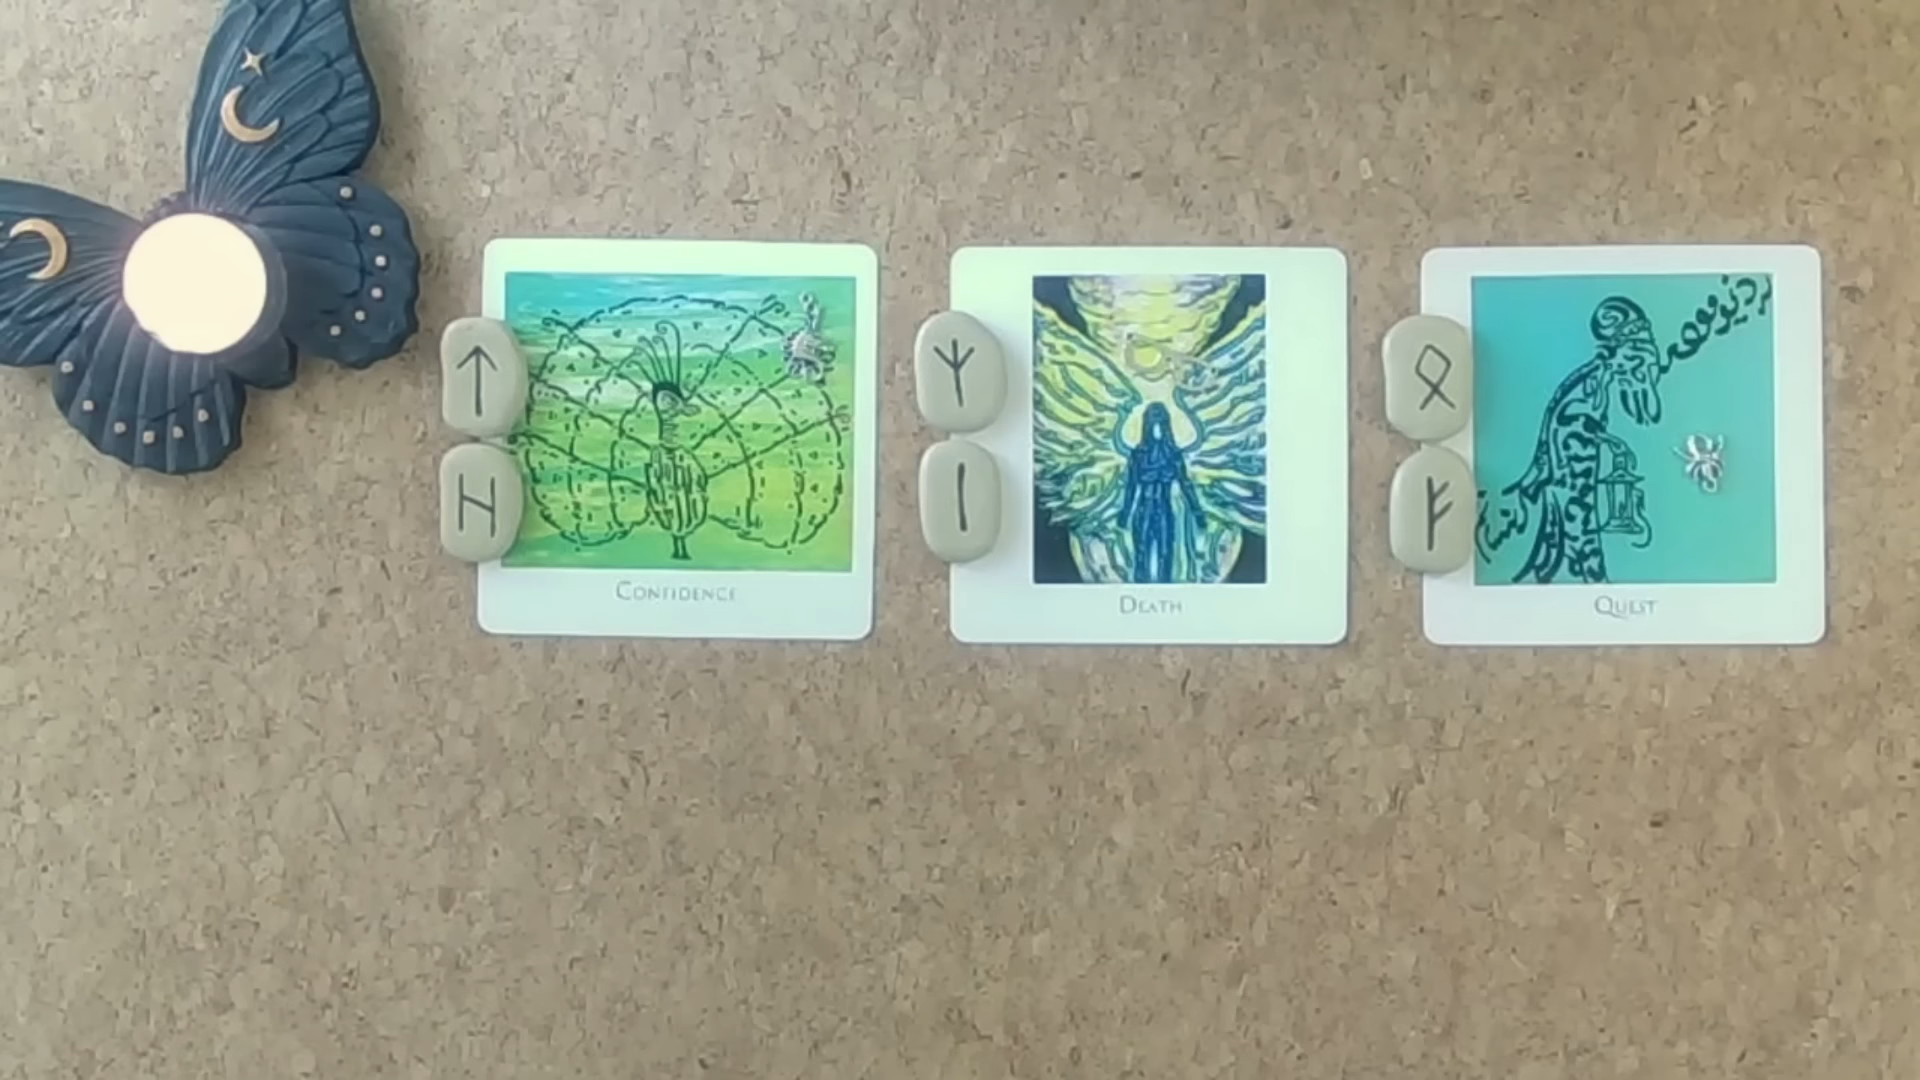 ᛏ
ᚺ
Confidence
ᛉ
ᛁ
Death
ᛟ
ᚠ
Quest